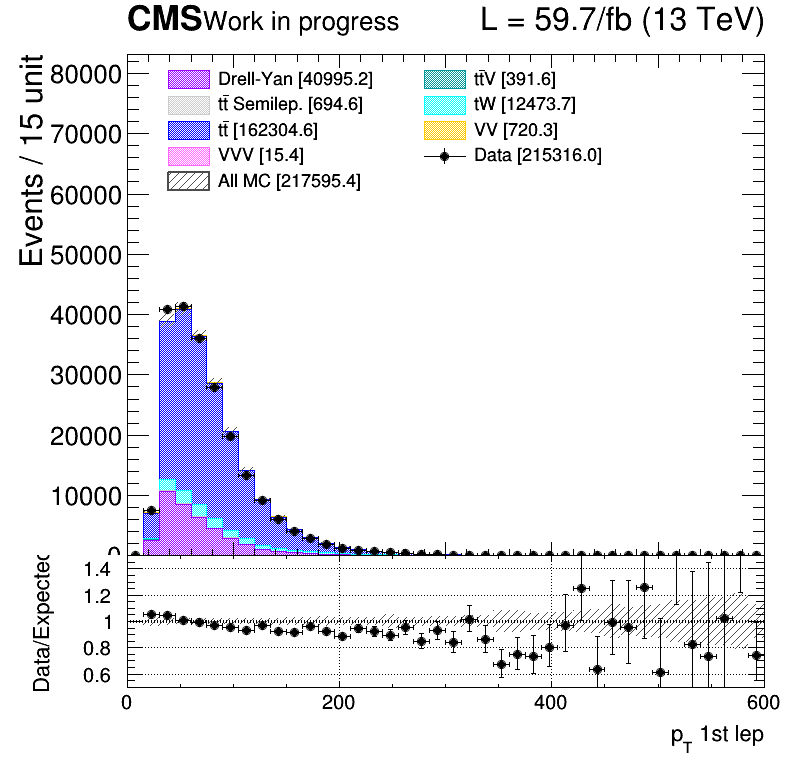 CMS Work in progress L = 59.7/fb (13 TeV)
Events / 15 unit
80000
70000
60000
50000
40000
30000
20000
10000
0
Drell-Yan [40995.2]
tt̄ Semilep. [694.6]
tt̄ [162304.6]
VVV [15.4]
All MC [217595.4]
tt̄V [391.6]
tW [12473.7]
VV [720.3]
Data [215316.0]
Data/Expected
1.4
1.2
1
0.8
0.6
0 200 400 600
p_T 1st lep